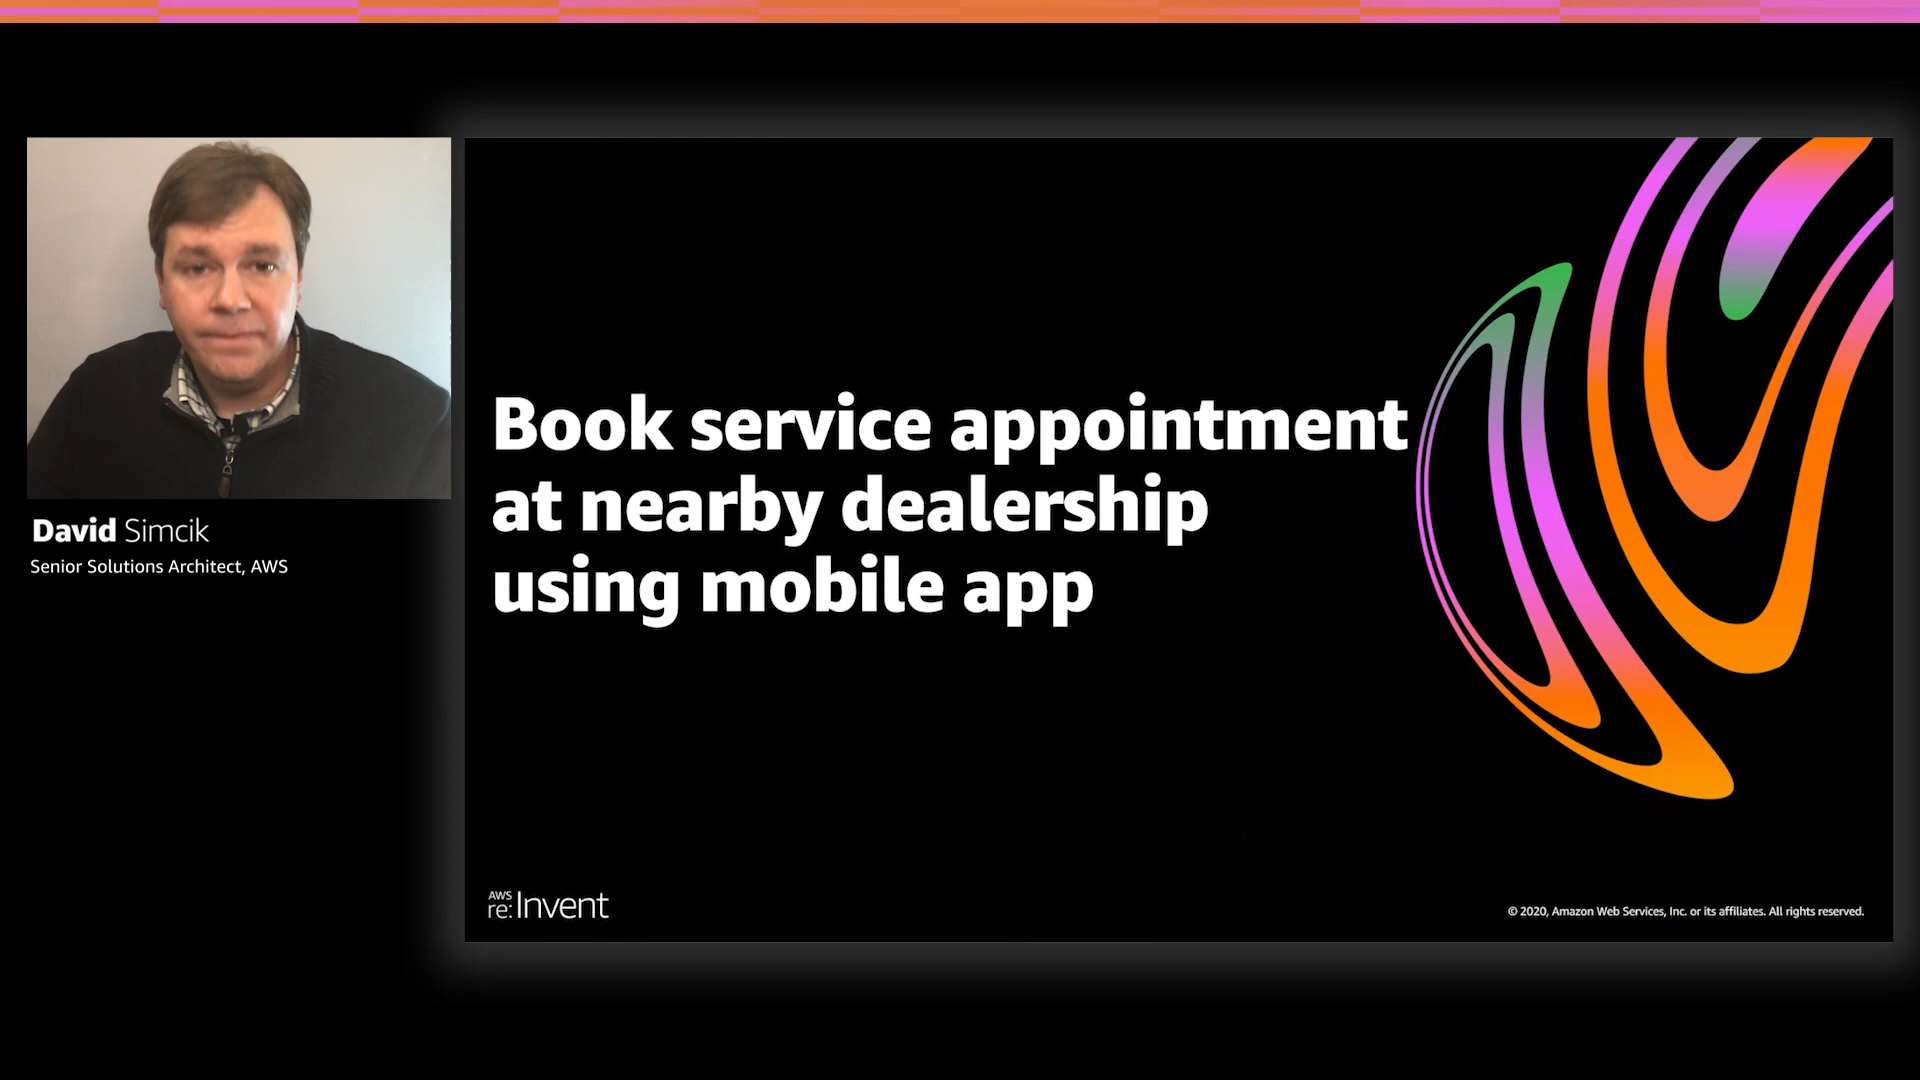 David Simcik
Senior Solutions Architect, AWS
Book service appointment
at nearby dealership
using mobile app
AWS
re:Invent
© 2020, Amazon Web Services, Inc. or its affiliates. All rights reserved.